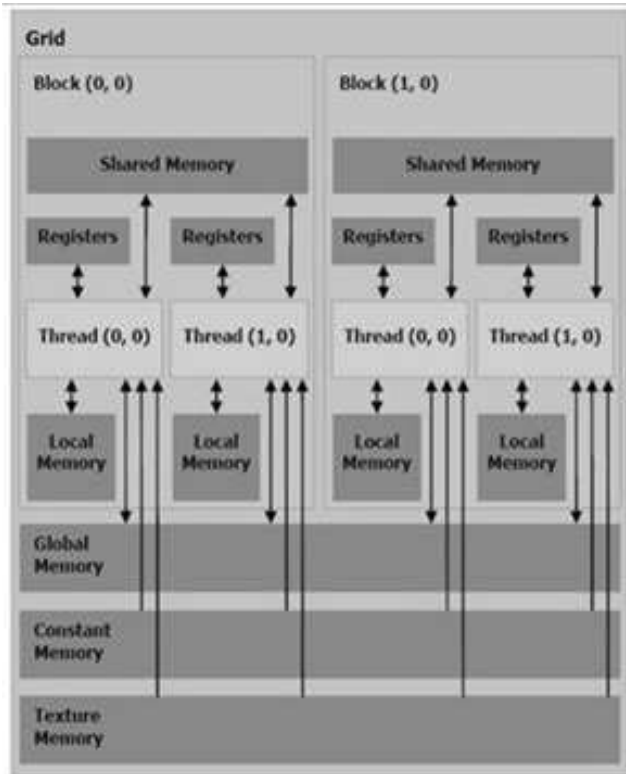 Grid
Block (0, 0)
Block (1, 0)
Shared Memory
Shared Memory
Registers
Registers
Registers
Registers
Thread (0, 0)
Thread (1, 0)
Thread (0, 0)
Thread (1, 0)
Local
Memory
Local
Memory
Local
Memory
Local
Memory
Global
Memory
Constant
Memory
Texture
Memory